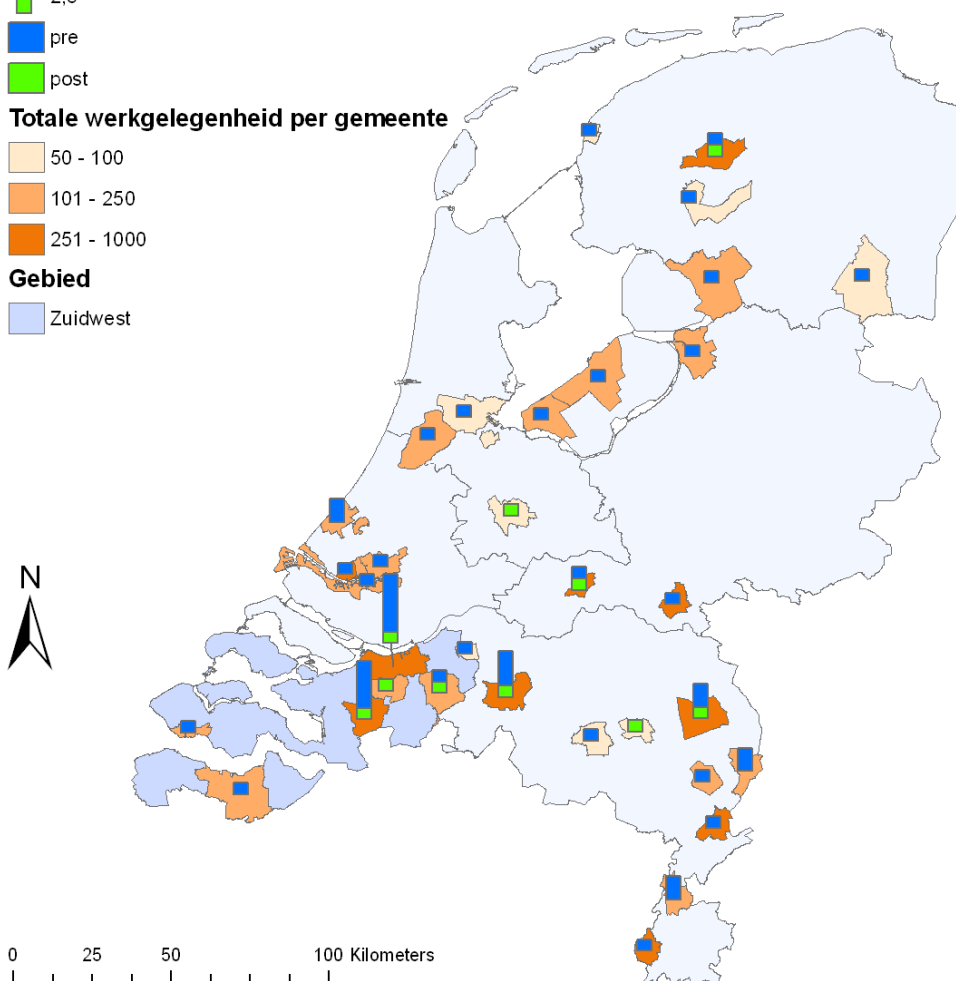 pre
post
Totale werkgelegenheid per gemeente
50 - 100
101 - 250
251 - 1000
Gebied
Zuidwest
N
0 25 50 100 Kilometers